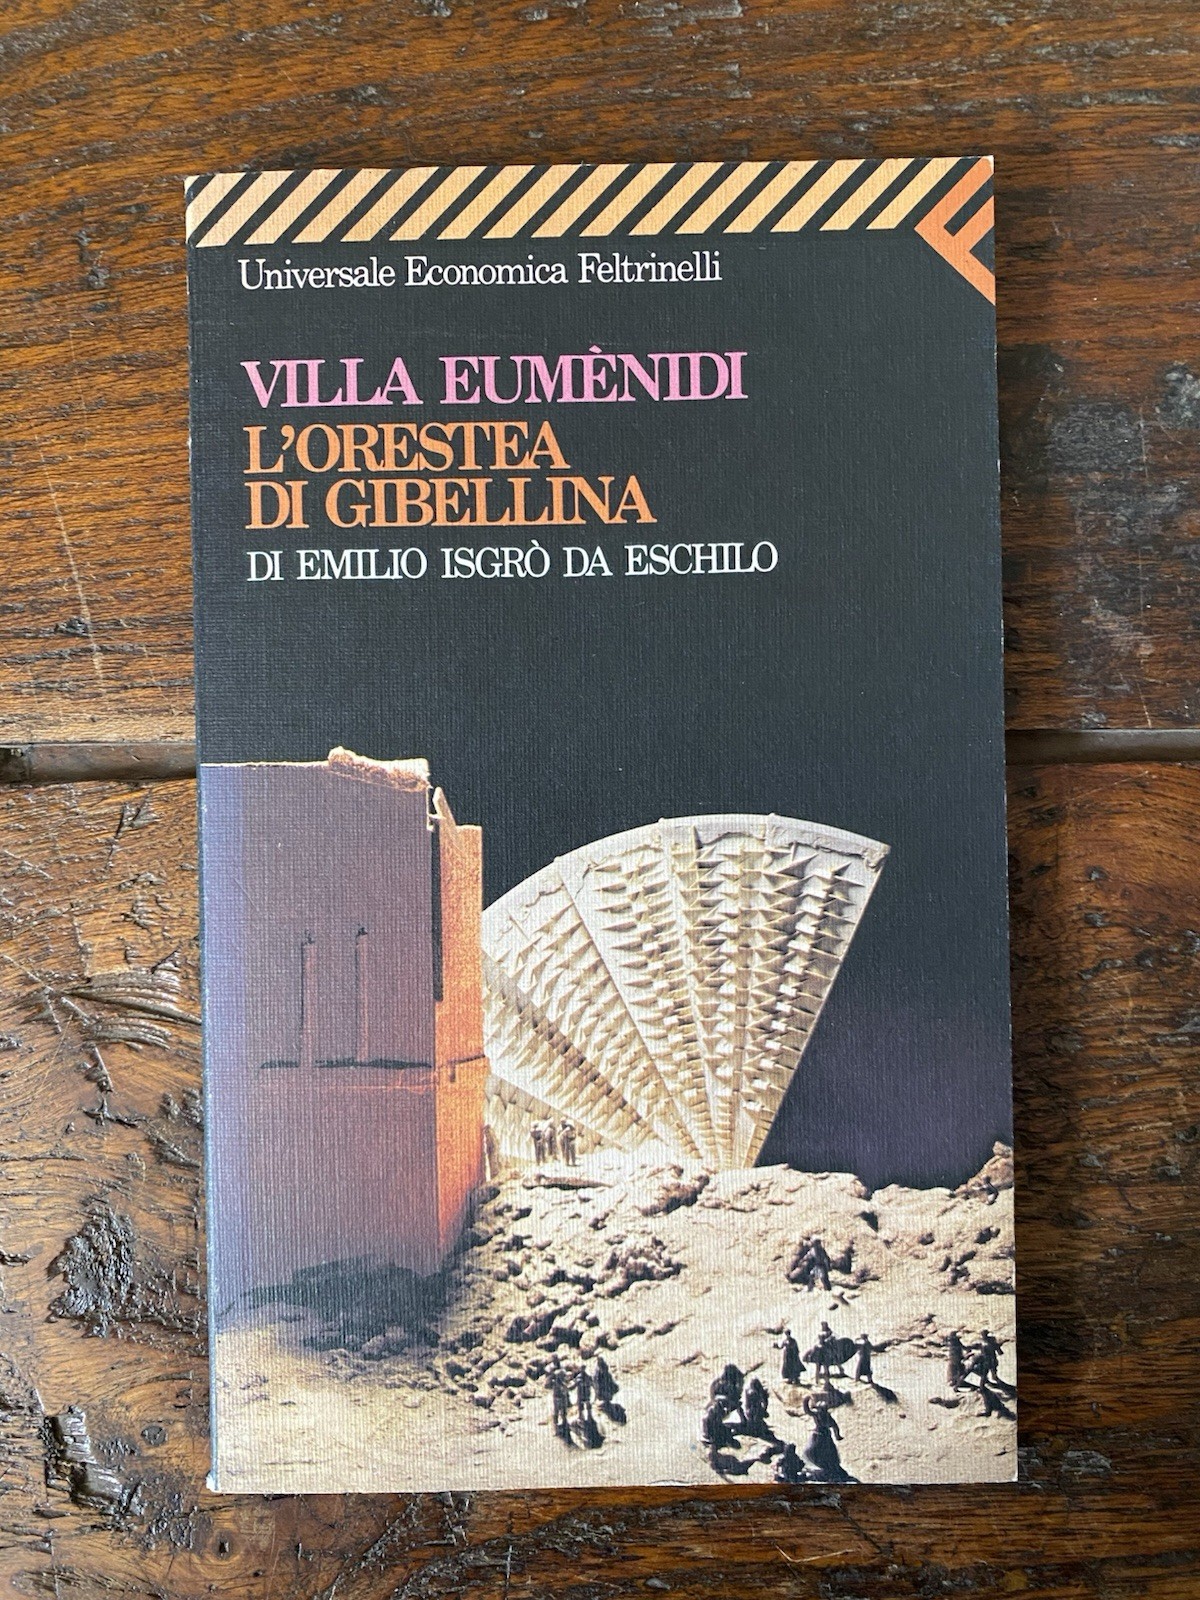 Universale Economica Feltrinelli
VILLA EUMÈNIDI
L'ORESTEA
DI GIBELLINA
DI EMILIO ISGRÒ DA ESCHILO